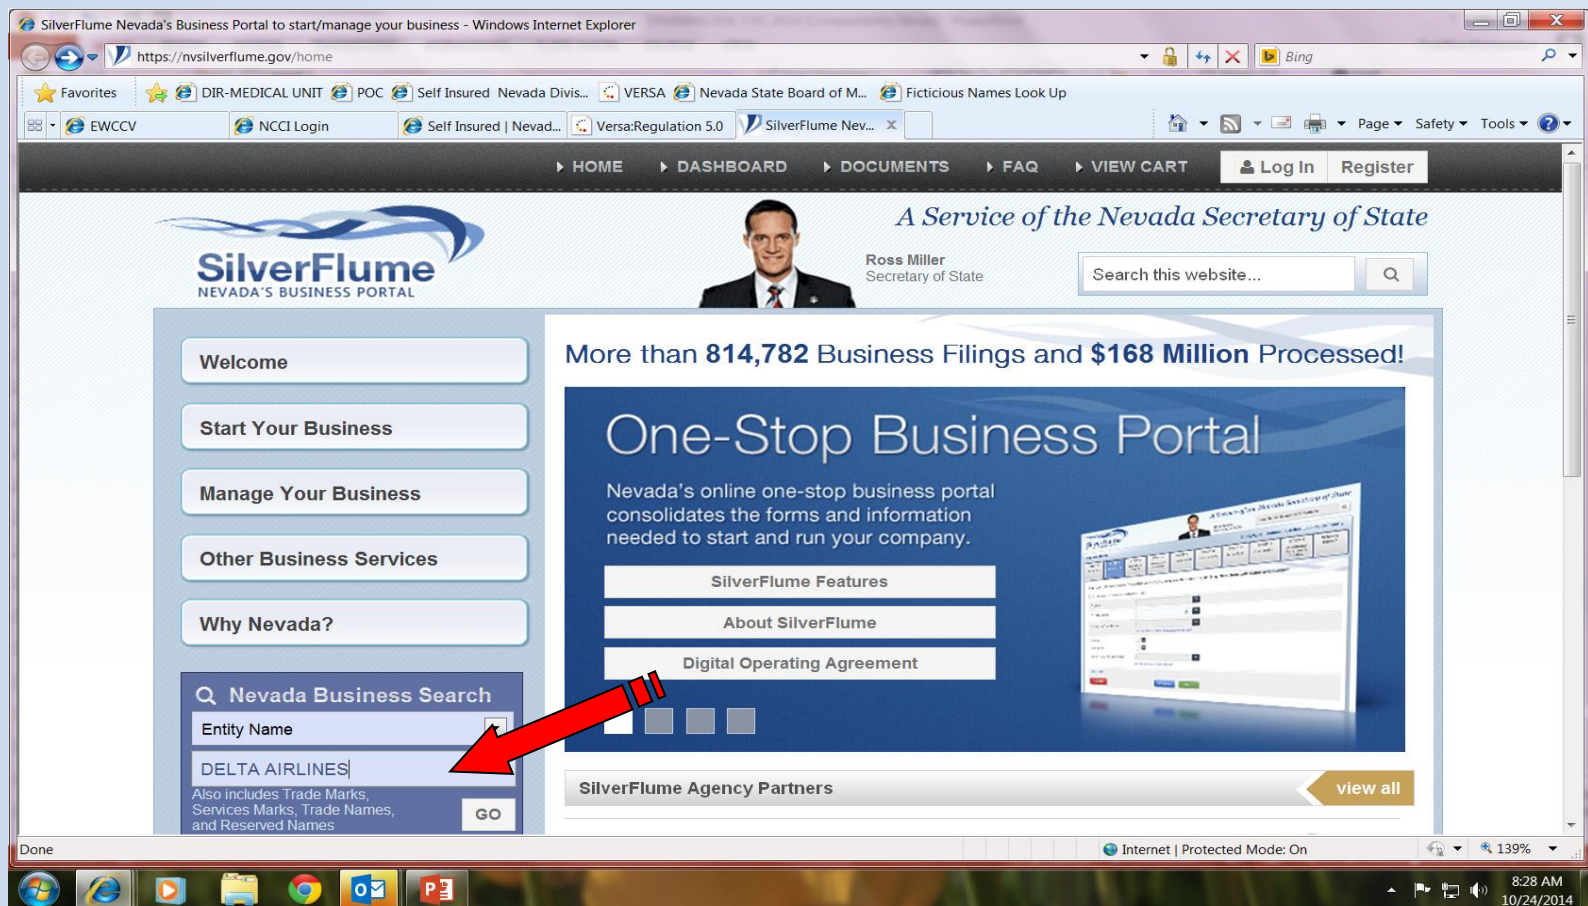 SilverFlume Nevada's Business Portal to start/manage your business - Windows Internet Explorer
https://nvsilverflume.gov/home
Bing
Favorites
DIR-MEDICAL UNIT
POC
Self Insured Nevada Divis...
VERSA
Nevada State Board of M...
Ficticious Names Look Up
EWCCV
NCCI Login
Self Insured | Nevad...
Versa:Regulation 5.0
SilverFlume Nev...
Page
Safety
Tools
HOME
DASHBOARD
DOCUMENTS
FAQ
VIEW CART
Log In
Register
SilverFlume
NEVADA'S BUSINESS PORTAL
A Service of the Nevada Secretary of State
Ross Miller
Secretary of State
Search this website...
Welcome
Start Your Business
Manage Your Business
Other Business Services
Why Nevada?
Nevada Business Search
Entity Name
DELTA AIRLINES
Also includes Trade Marks,
Services Marks, Trade Names,
and Reserved Names
GO
More than 814,782 Business Filings and $168 Million Processed!
One-Stop Business Portal
Nevada's online one-stop business portal
consolidates the forms and information
needed to start and run your company.
SilverFlume Features
About SilverFlume
Digital Operating Agreement
SilverFlume Agency Partners
view all
Done
Internet | Protected Mode: On
139%
8:28 AM
10/24/2014